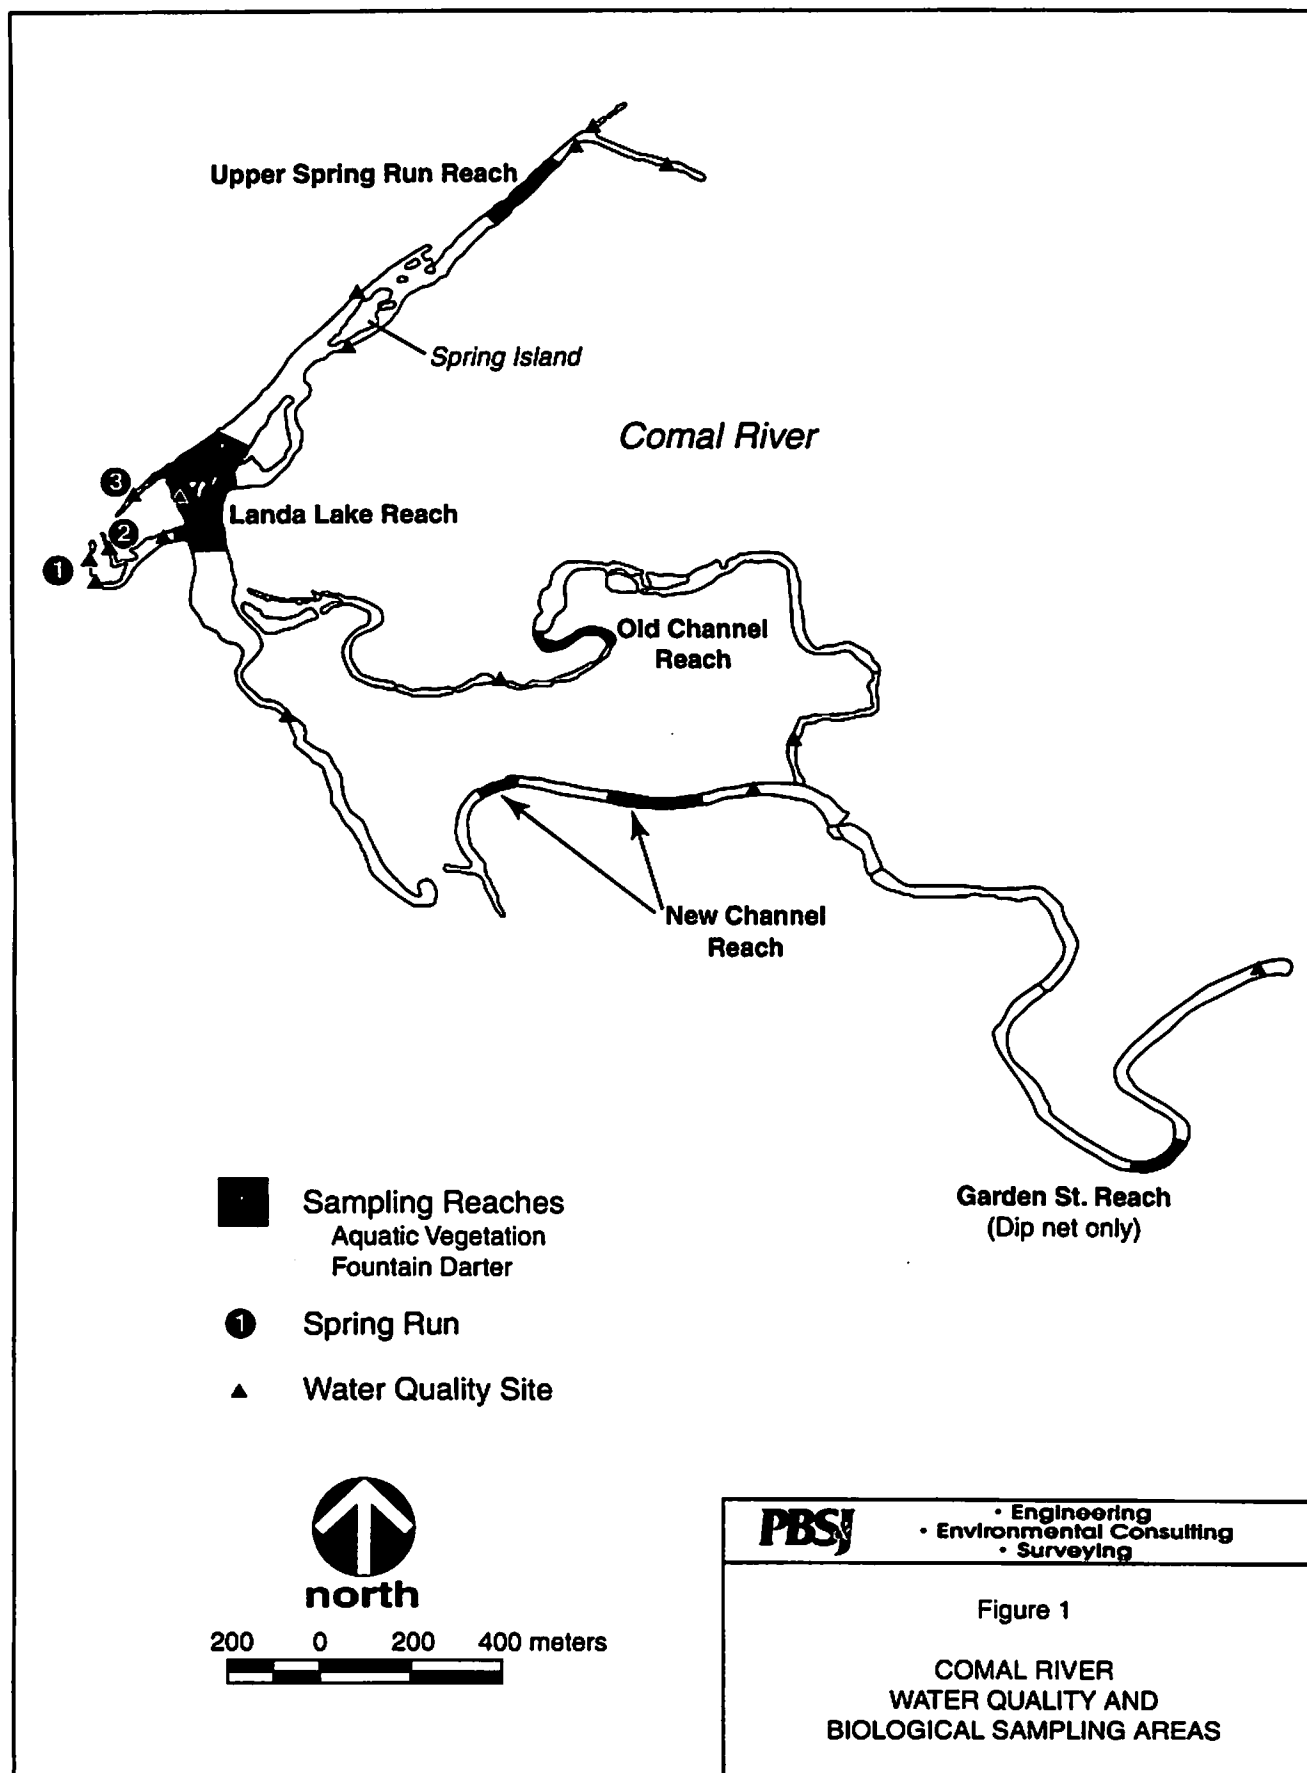 Upper Spring Run Reach
Spring Island
Comal River
3
Landa Lake Reach
2
1
Old Channel
Reach
New Channel
Reach
Garden St. Reach
(Dip net only)
Sampling Reaches
Aquatic Vegetation
Fountain Darter
1 Spring Run
Water Quality Site
north
200 0 200 400 meters
PBSJ
• Engineering
• Environmental Consulting
• Surveying
Figure 1
COMAL RIVER
WATER QUALITY AND
BIOLOGICAL SAMPLING AREAS